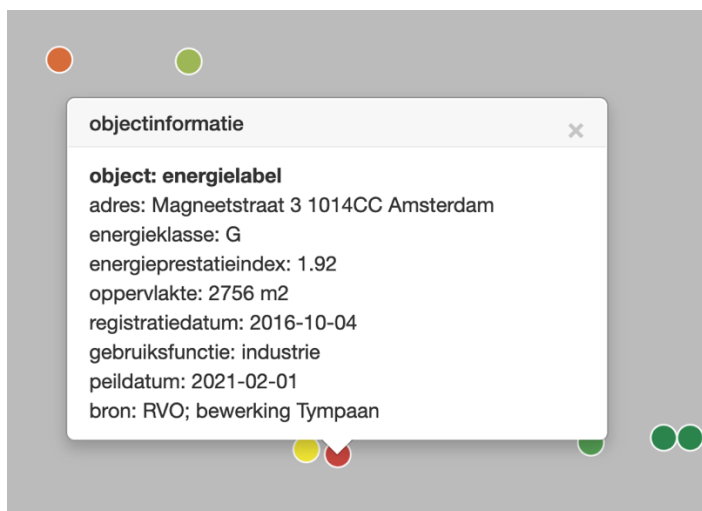 objectinformatie ×
object: energielabel
adres: Magneetstraat 3 1014CC Amsterdam
energieklasse: G
energieprestatieindex: 1.92
oppervlakte: 2756 m2
registratiedatum: 2016-10-04
gebruiksfunctie: industrie
peildatum: 2021-02-01
bron: RVO; bewerking Tympaan